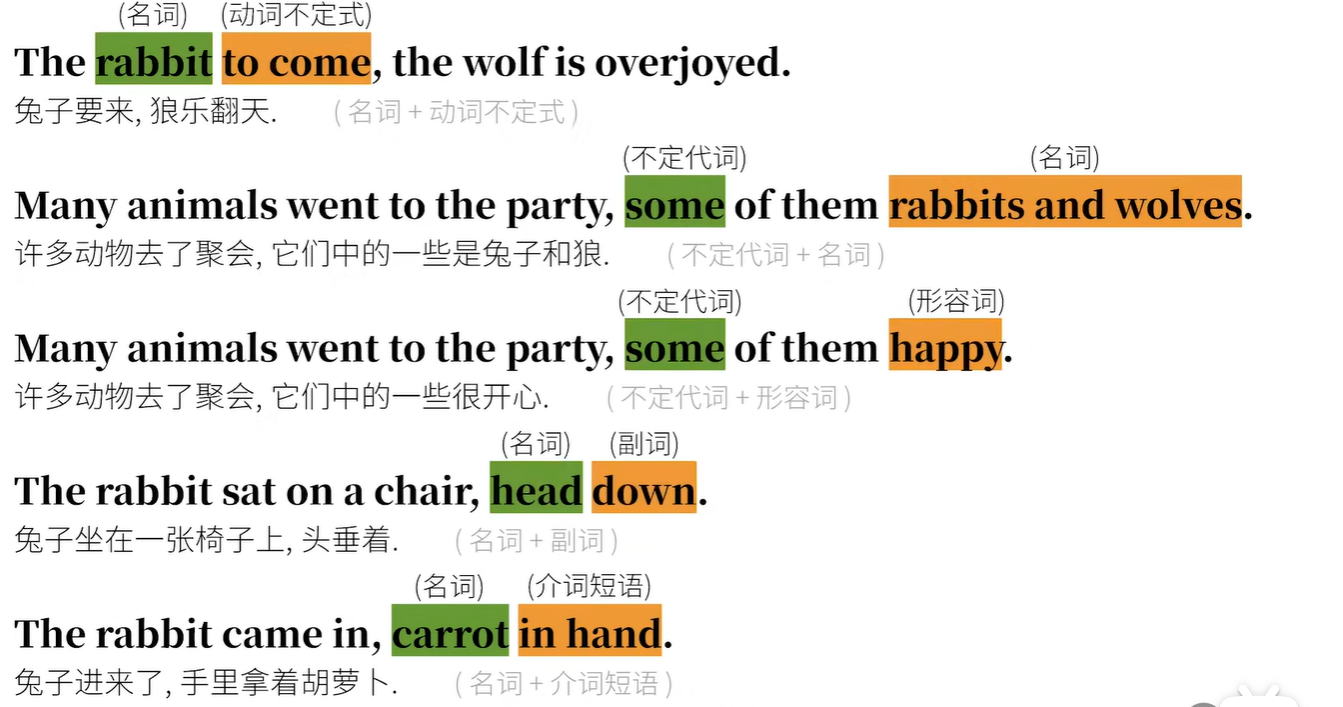 (名词) (动词不定式)
The rabbit to come, the wolf is overjoyed.
兔子要来, 狼乐翻天. ( 名词 + 动词不定式 )
(不定代词) (名词)
Many animals went to the party, some of them rabbits and wolves.
许多动物去了聚会, 它们中的一些是兔子和狼. ( 不定代词 + 名词 )
(不定代词) (形容词)
Many animals went to the party, some of them happy.
许多动物去了聚会, 它们中的一些很开心. ( 不定代词 + 形容词 )
(名词) (副词)
The rabbit sat on a chair, head down.
兔子坐在一张椅子上, 头垂着. ( 名词 + 副词 )
(名词) (介词短语)
The rabbit came in, carrot in hand.
兔子进来了, 手里拿着胡萝卜. ( 名词 + 介词短语 )